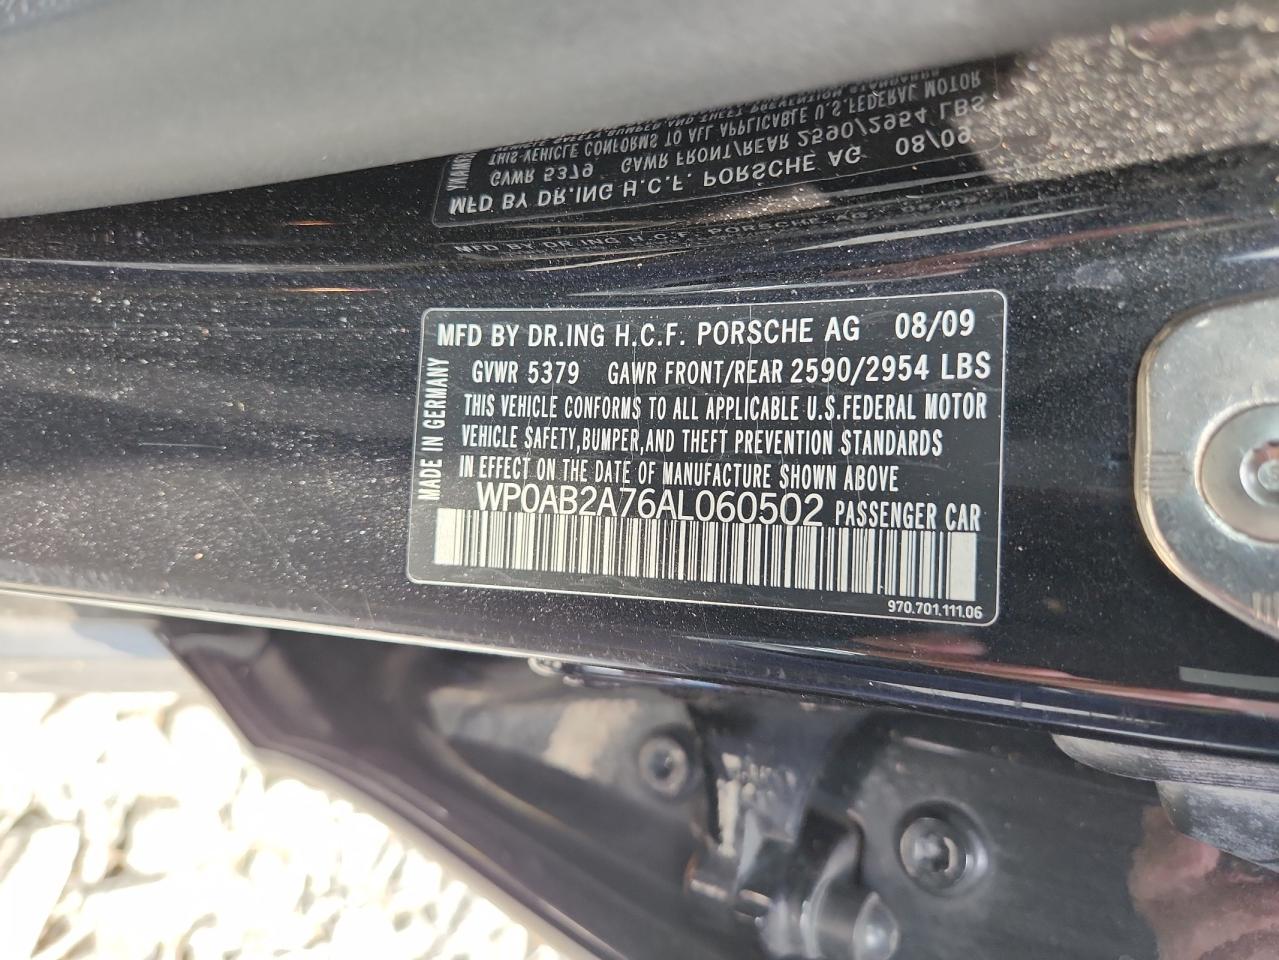 MFD BY DR.ING H.C.F. PORSCHE AG 08/09
GVWR 5379 GAWR FRONT/REAR 2590/2954 LBS
THIS VEHICLE CONFORMS TO ALL APPLICABLE U.S.FEDERAL MOTOR
VEHICLE SAFETY,BUMPER,AND THEFT PREVENTION STANDARDS
IN EFFECT ON THE DATE OF MANUFACTURE SHOWN ABOVE
WP0AB2A76AL060502 PASSENGER CAR
970.701.111.06
MADE IN GERMANY